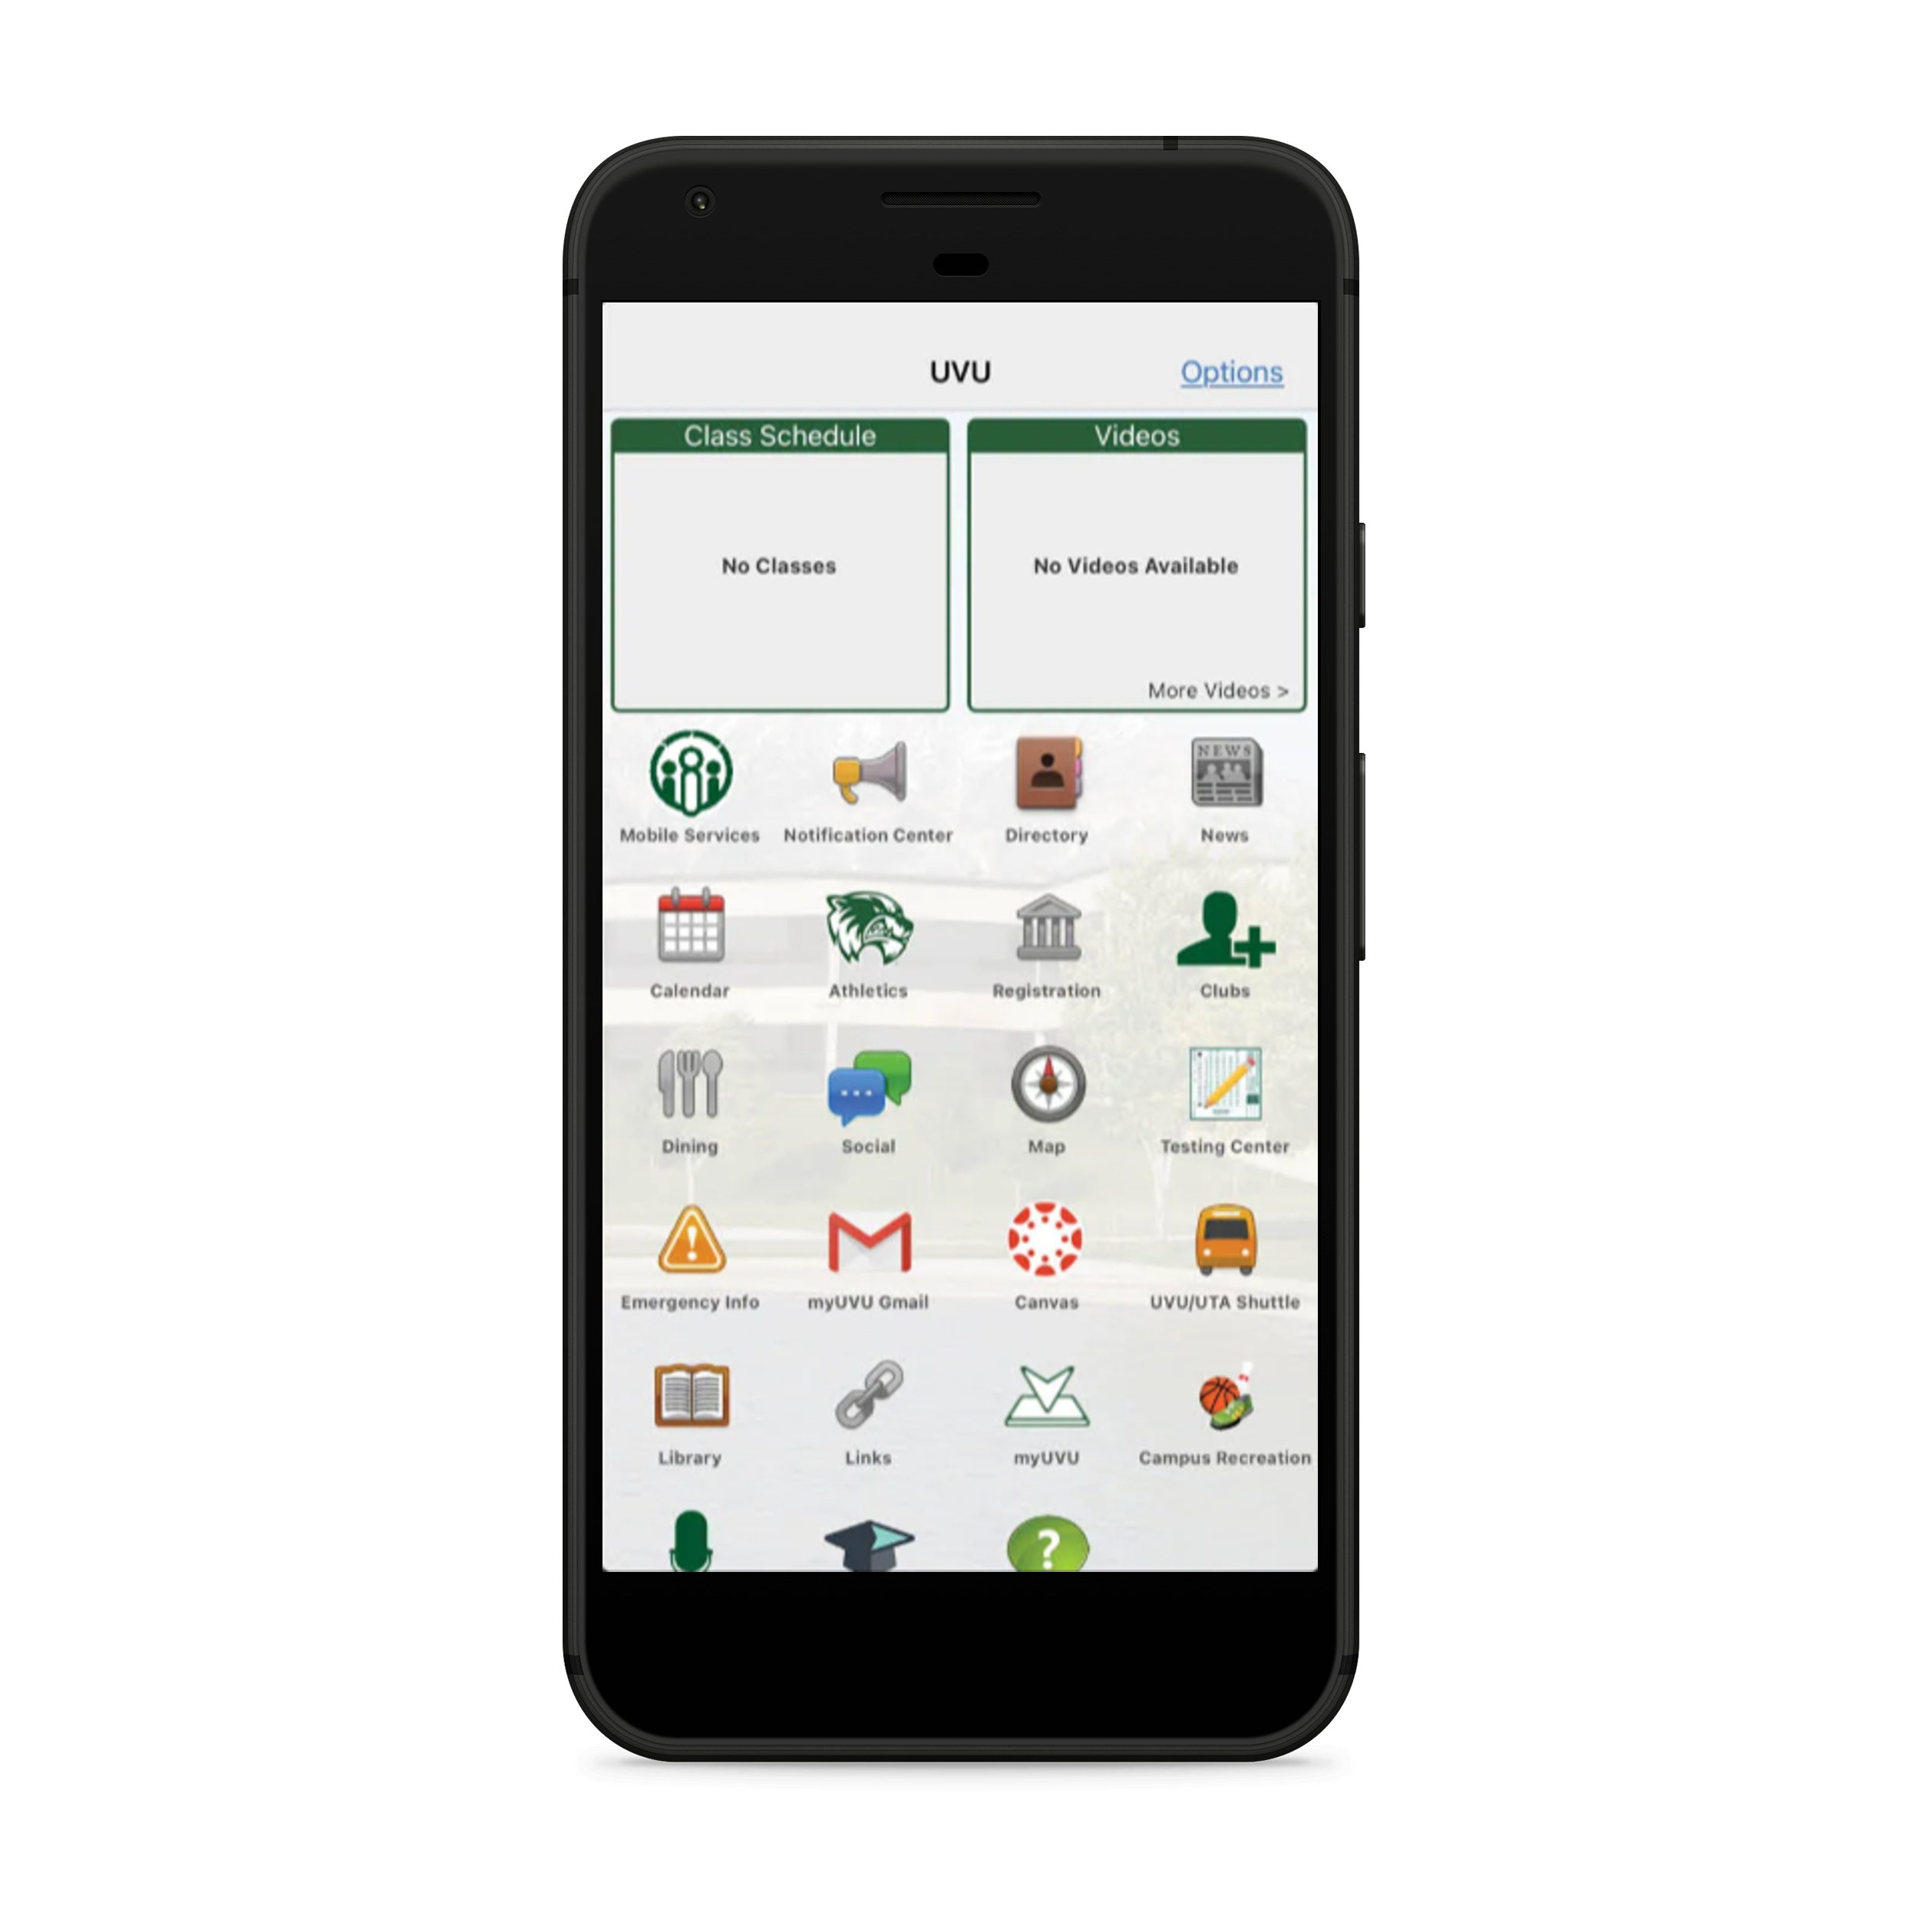 UVU
Options
Class Schedule
Videos
No Classes
No Videos Available
More Videos >
NEWS
Mobile Services
Notification Center
Directory
News
Calendar
Athletics
Registration
Clubs
Dining
Social
Map
Testing Center
Emergency Info
myUVU Gmail
Canvas
UVU/UTA Shuttle
Library
Links
myUVU
Campus Recreation
?